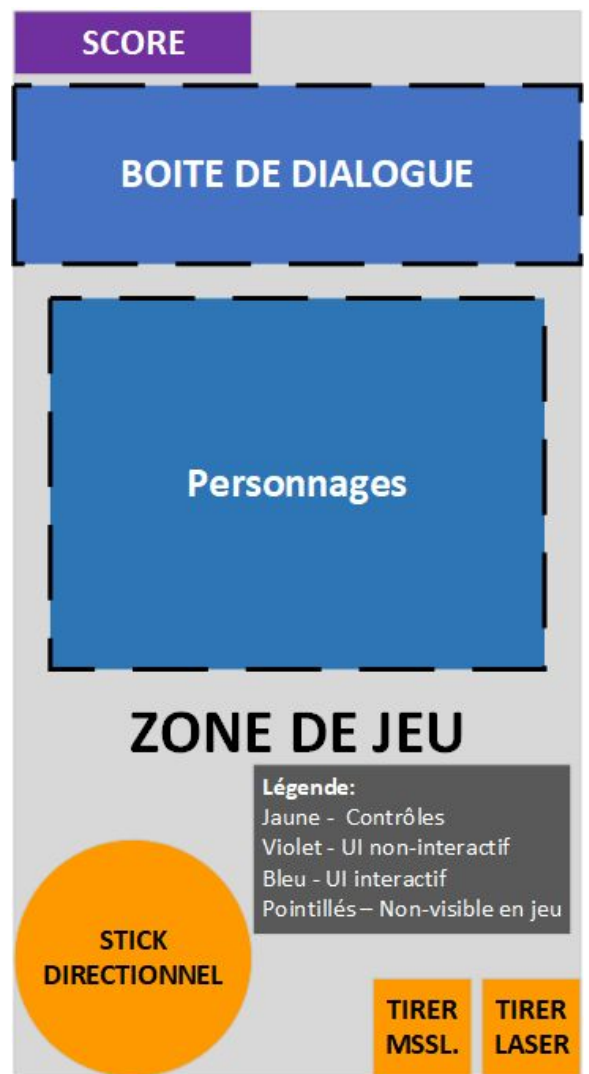 SCORE
BOITE DE DIALOGUE
Personnages
ZONE DE JEU
Légende:
Jaune - Contrôles
Violet - UI non-interactif
Bleu - UI interactif
Pointillés – Non-visible en jeu
STICK
DIRECTIONNEL
TIRER
MSSL.
TIRER
LASER